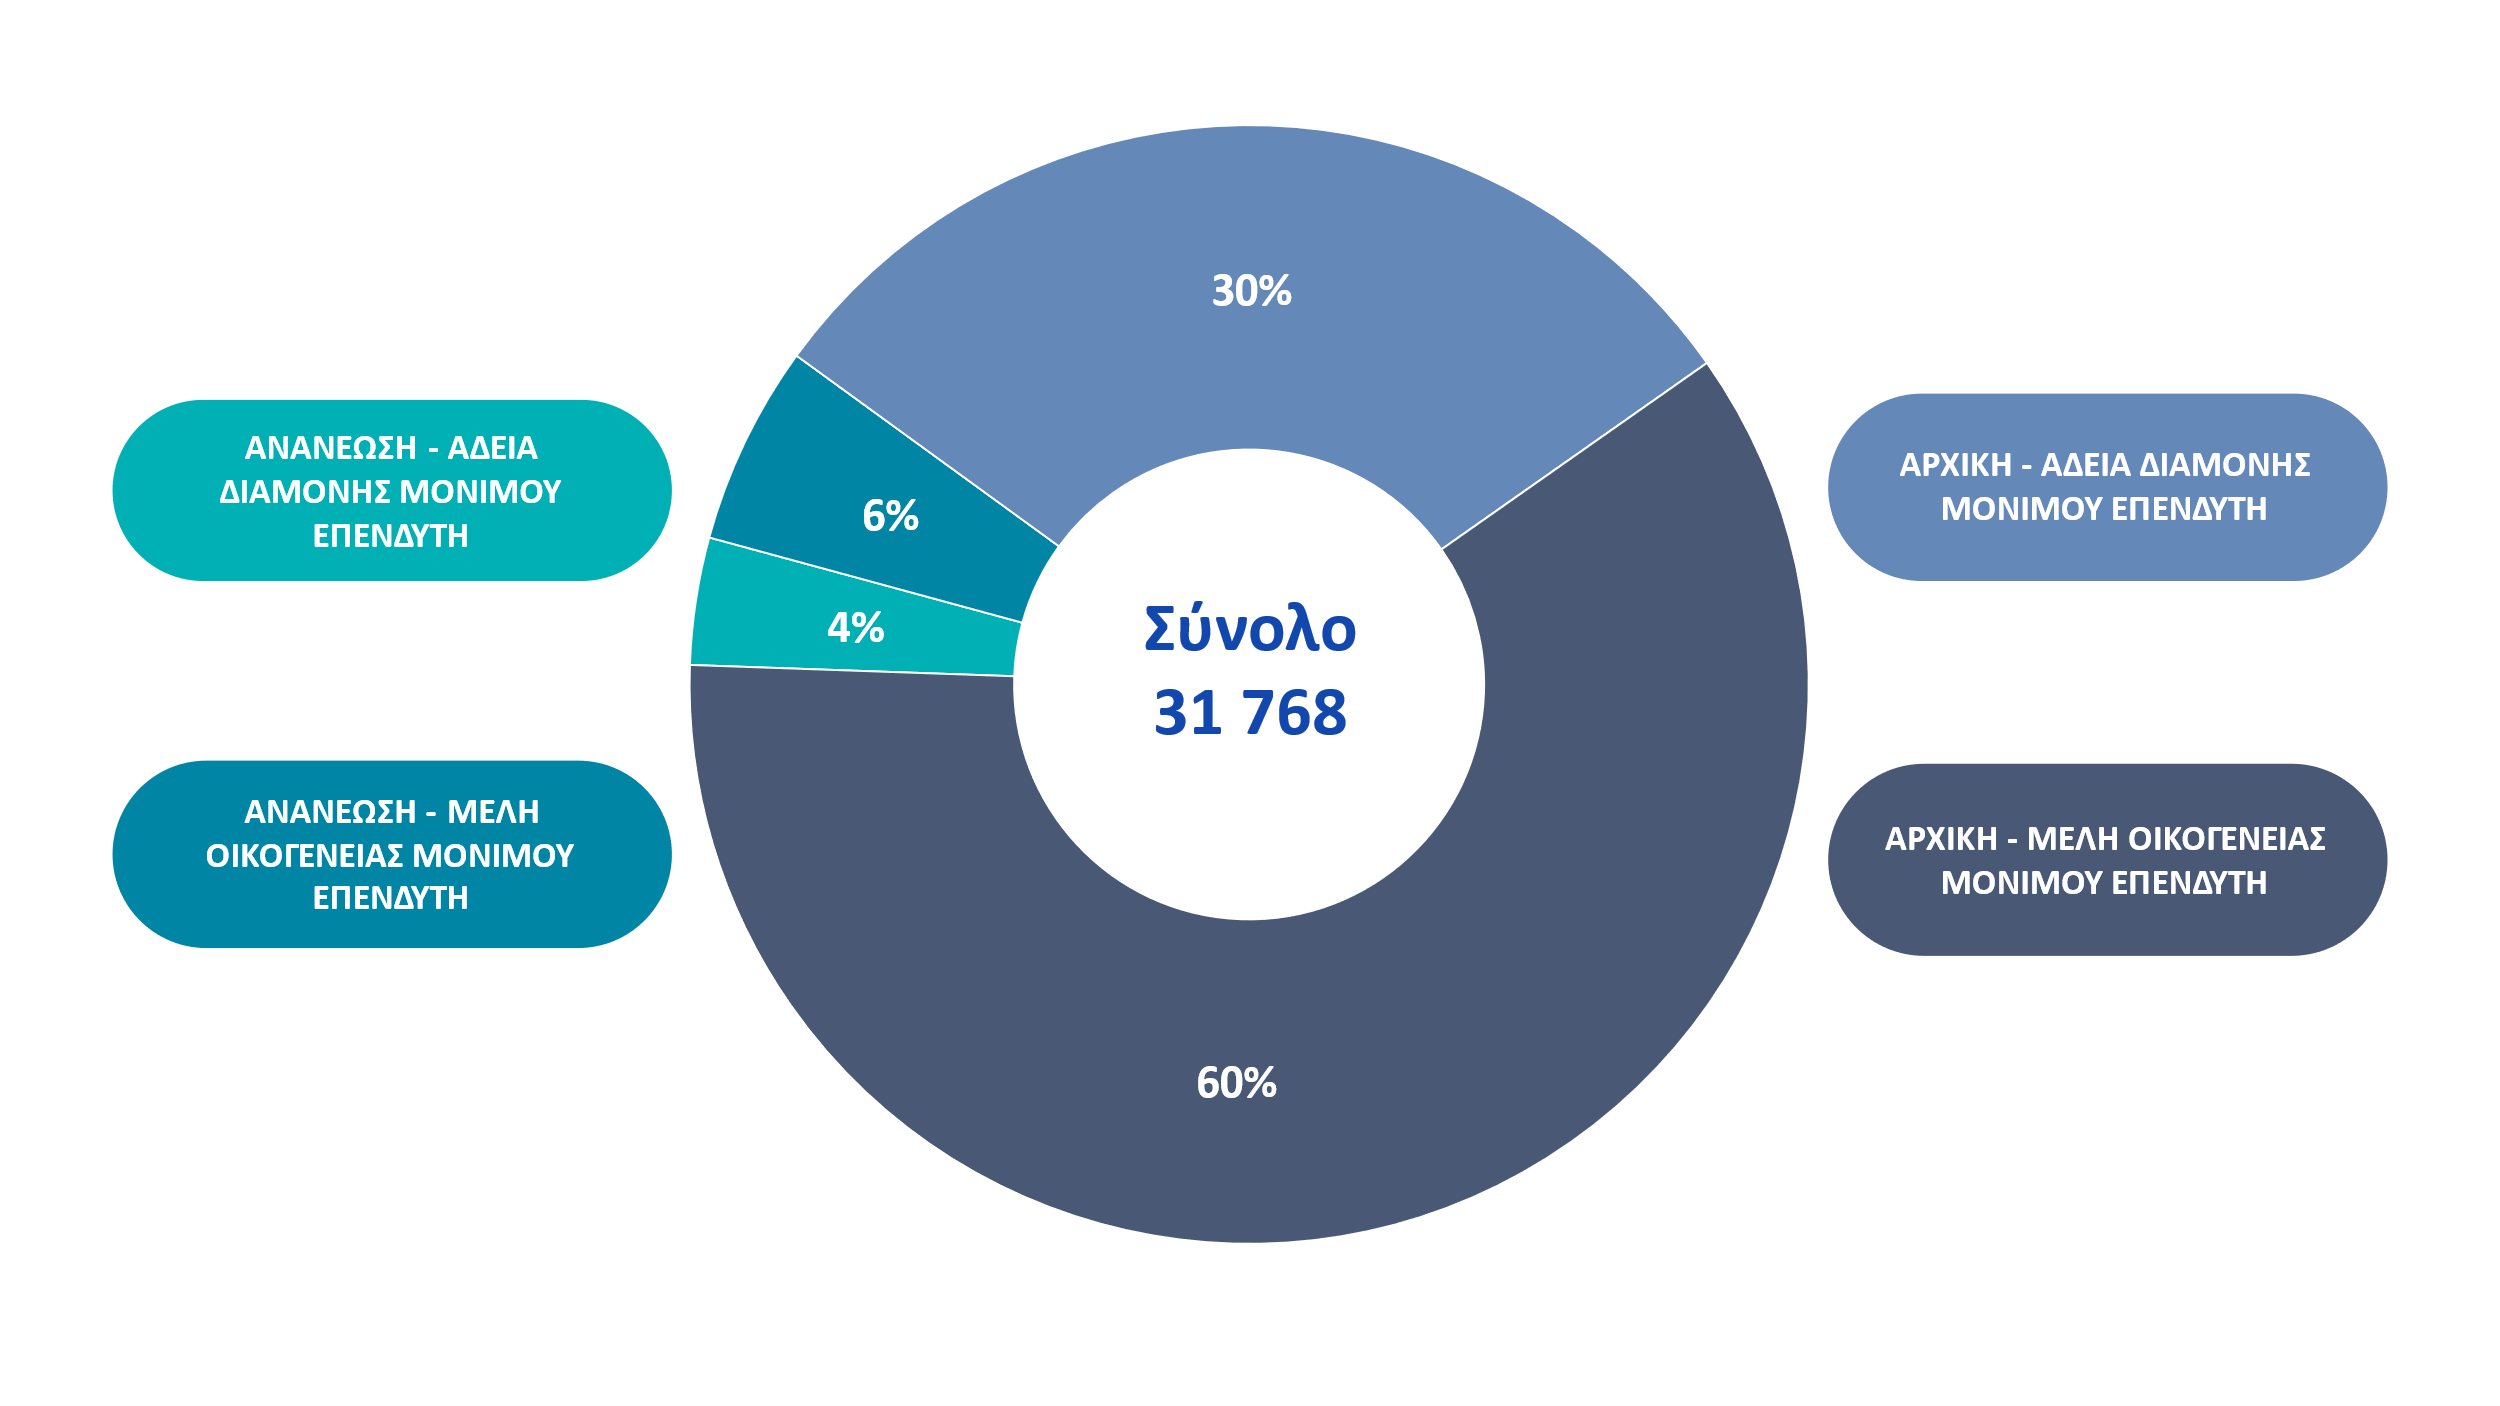 30%
6%
4%
60%
Σύνολο
31 768
ΑΝΑΝΕΩΣΗ - ΑΔΕΙΑ
ΔΙΑΜΟΝΗΣ ΜΟΝΙΜΟΥ
ΕΠΕΝΔΥΤΗ
ΑΝΑΝΕΩΣΗ - ΜΕΛΗ
ΟΙΚΟΓΕΝΕΙΑΣ ΜΟΝΙΜΟΥ
ΕΠΕΝΔΥΤΗ
ΑΡΧΙΚΗ - ΑΔΕΙΑ ΔΙΑΜΟΝΗΣ
ΜΟΝΙΜΟΥ ΕΠΕΝΔΥΤΗ
ΑΡΧΙΚΗ - ΜΕΛΗ ΟΙΚΟΓΕΝΕΙΑΣ
ΜΟΝΙΜΟΥ ΕΠΕΝΔΥΤΗ